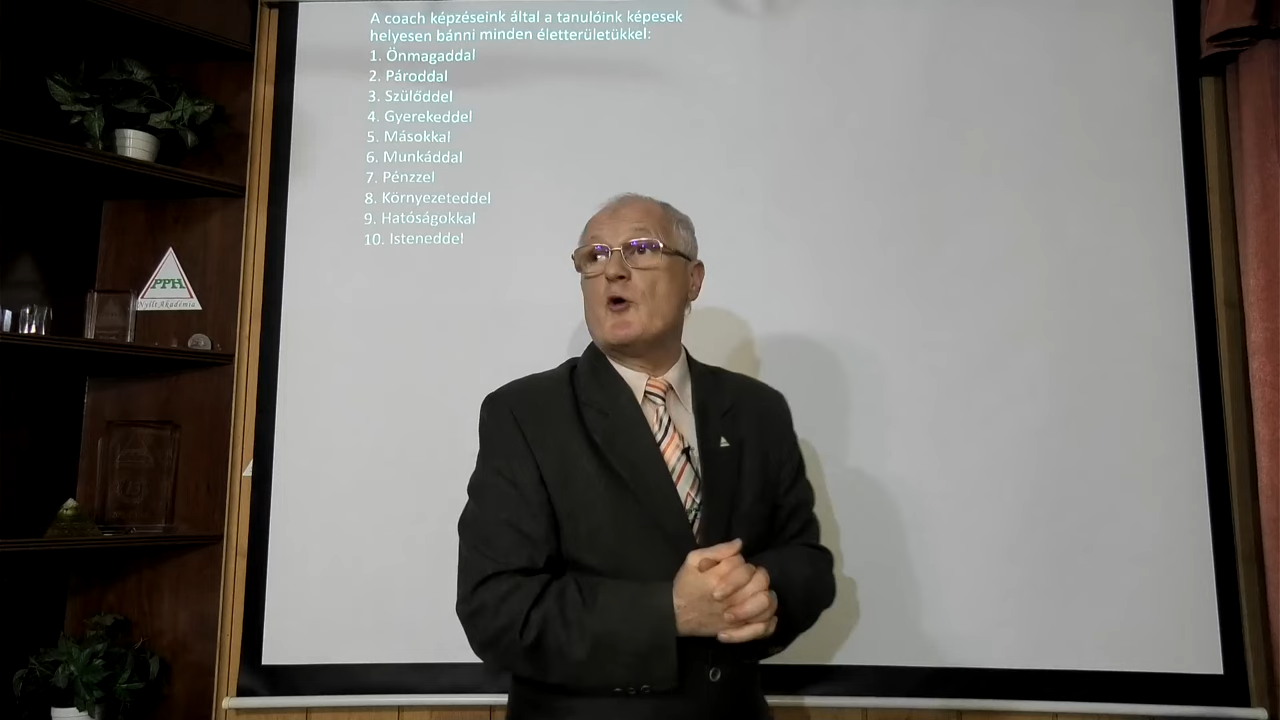 A coach képzéseink által a tanulóink képesek
helyesen bánni minden életterületükkel:
1. Önmagaddal
2. Pároddal
3. Szülőddel
4. Gyerekeddel
5. Másokkal
6. Munkáddal
7. Pénzzel
8. Környezeteddel
9. Hatóságokkal
10. Isteneddel
PPH
Nyílt Akadémia